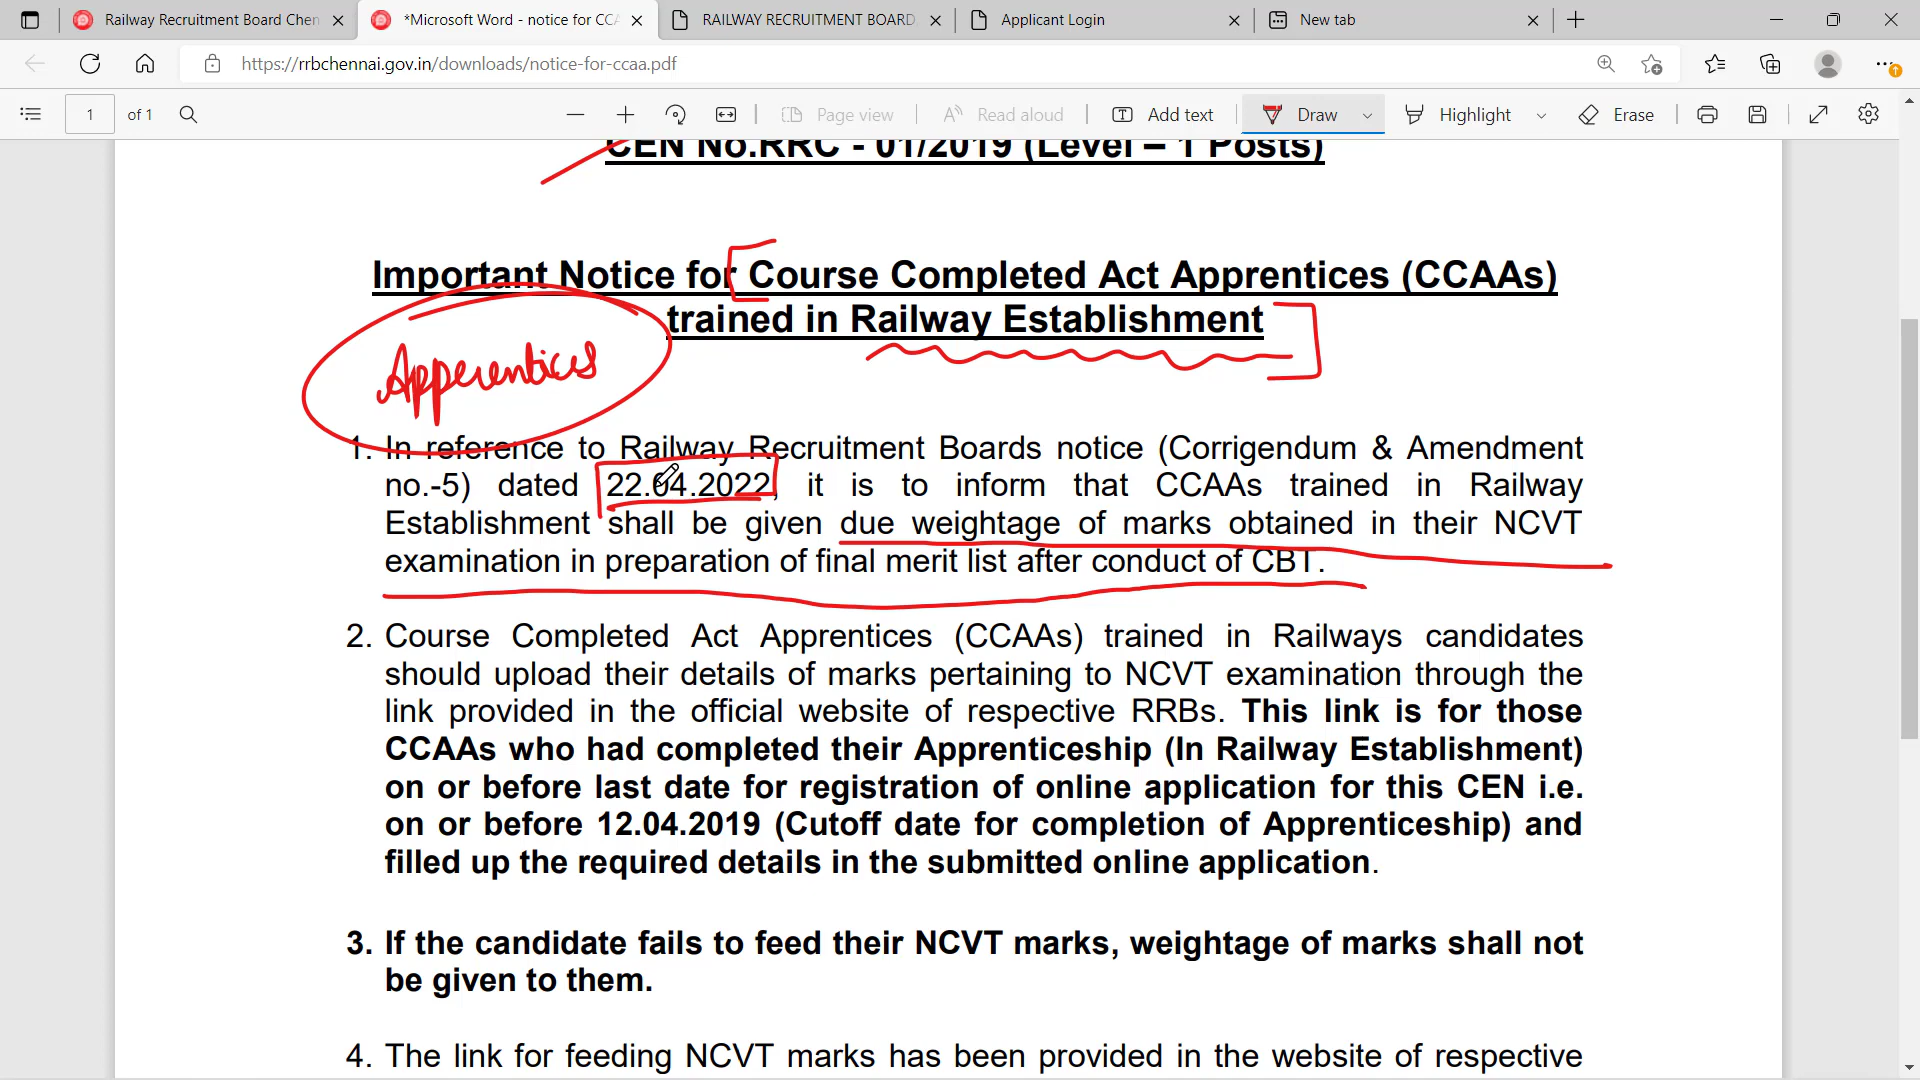 Railway Recruitment Board Chen
*Microsoft Word - notice for CCA
RAILWAY RECRUITMENT BOARD
Applicant Login
New tab
https://rrbchennai.gov.in/downloads/notice-for-ccaa.pdf
1 of 1
Page view
Read aloud
Add text
Draw
Highlight
Erase
CEN No.RRC - 01/2019 (Level – 1 Posts)
Important Notice for Course Completed Act Apprentices (CCAAs)
trained in Railway Establishment
Apperentices
1. In reference to Railway Recruitment Boards notice (Corrigendum & Amendment
no.-5) dated 22.04.2022, it is to inform that CCAAs trained in Railway
Establishment shall be given due weightage of marks obtained in their NCVT
examination in preparation of final merit list after conduct of CBT.
2. Course Completed Act Apprentices (CCAAs) trained in Railways candidates
should upload their details of marks pertaining to NCVT examination through the
link provided in the official website of respective RRBs. This link is for those
CCAAs who had completed their Apprenticeship (In Railway Establishment)
on or before last date for registration of online application for this CEN i.e.
on or before 12.04.2019 (Cutoff date for completion of Apprenticeship) and
filled up the required details in the submitted online application.
3. If the candidate fails to feed their NCVT marks, weightage of marks shall not
be given to them.
4. The link for feeding NCVT marks has been provided in the website of respective